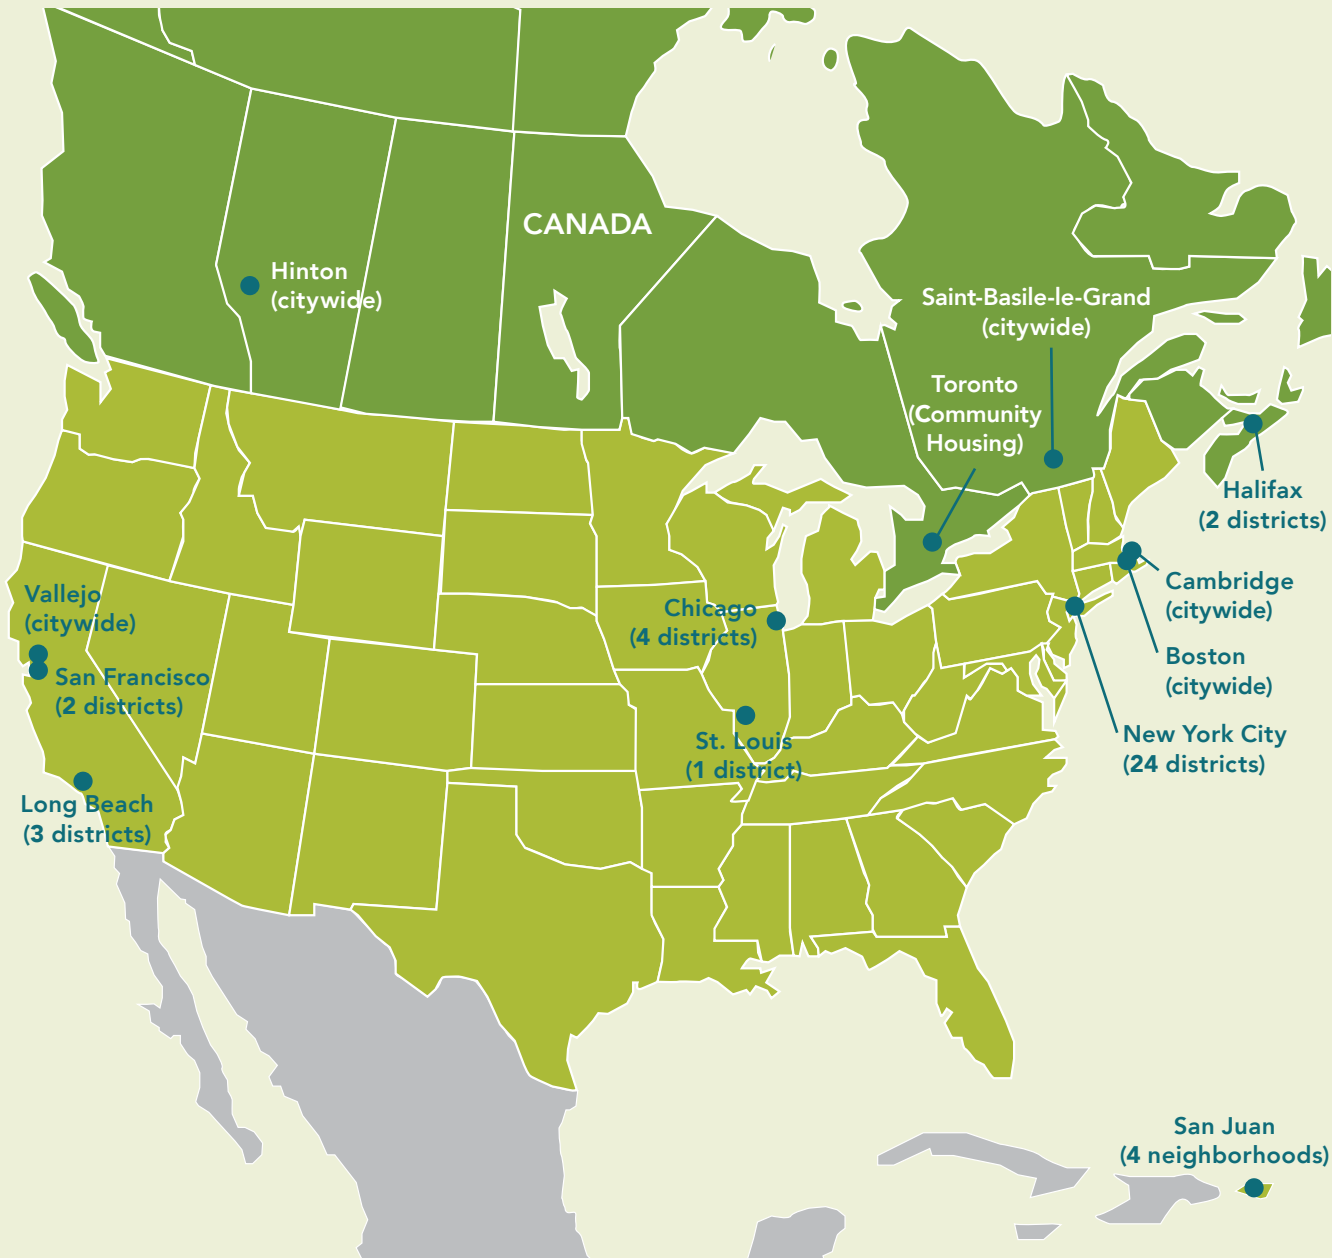 CANADA
Hinton
(citywide)
Saint-Basile-le-Grand
(citywide)
Toronto
(Community
Housing)
Halifax
(2 districts)
Cambridge
(citywide)
Boston
(citywide)
New York City
(24 districts)
Vallejo
(citywide)
San Francisco
(2 districts)
Long Beach
(3 districts)
Chicago
(4 districts)
St. Louis
(1 district)
San Juan
(4 neighborhoods)